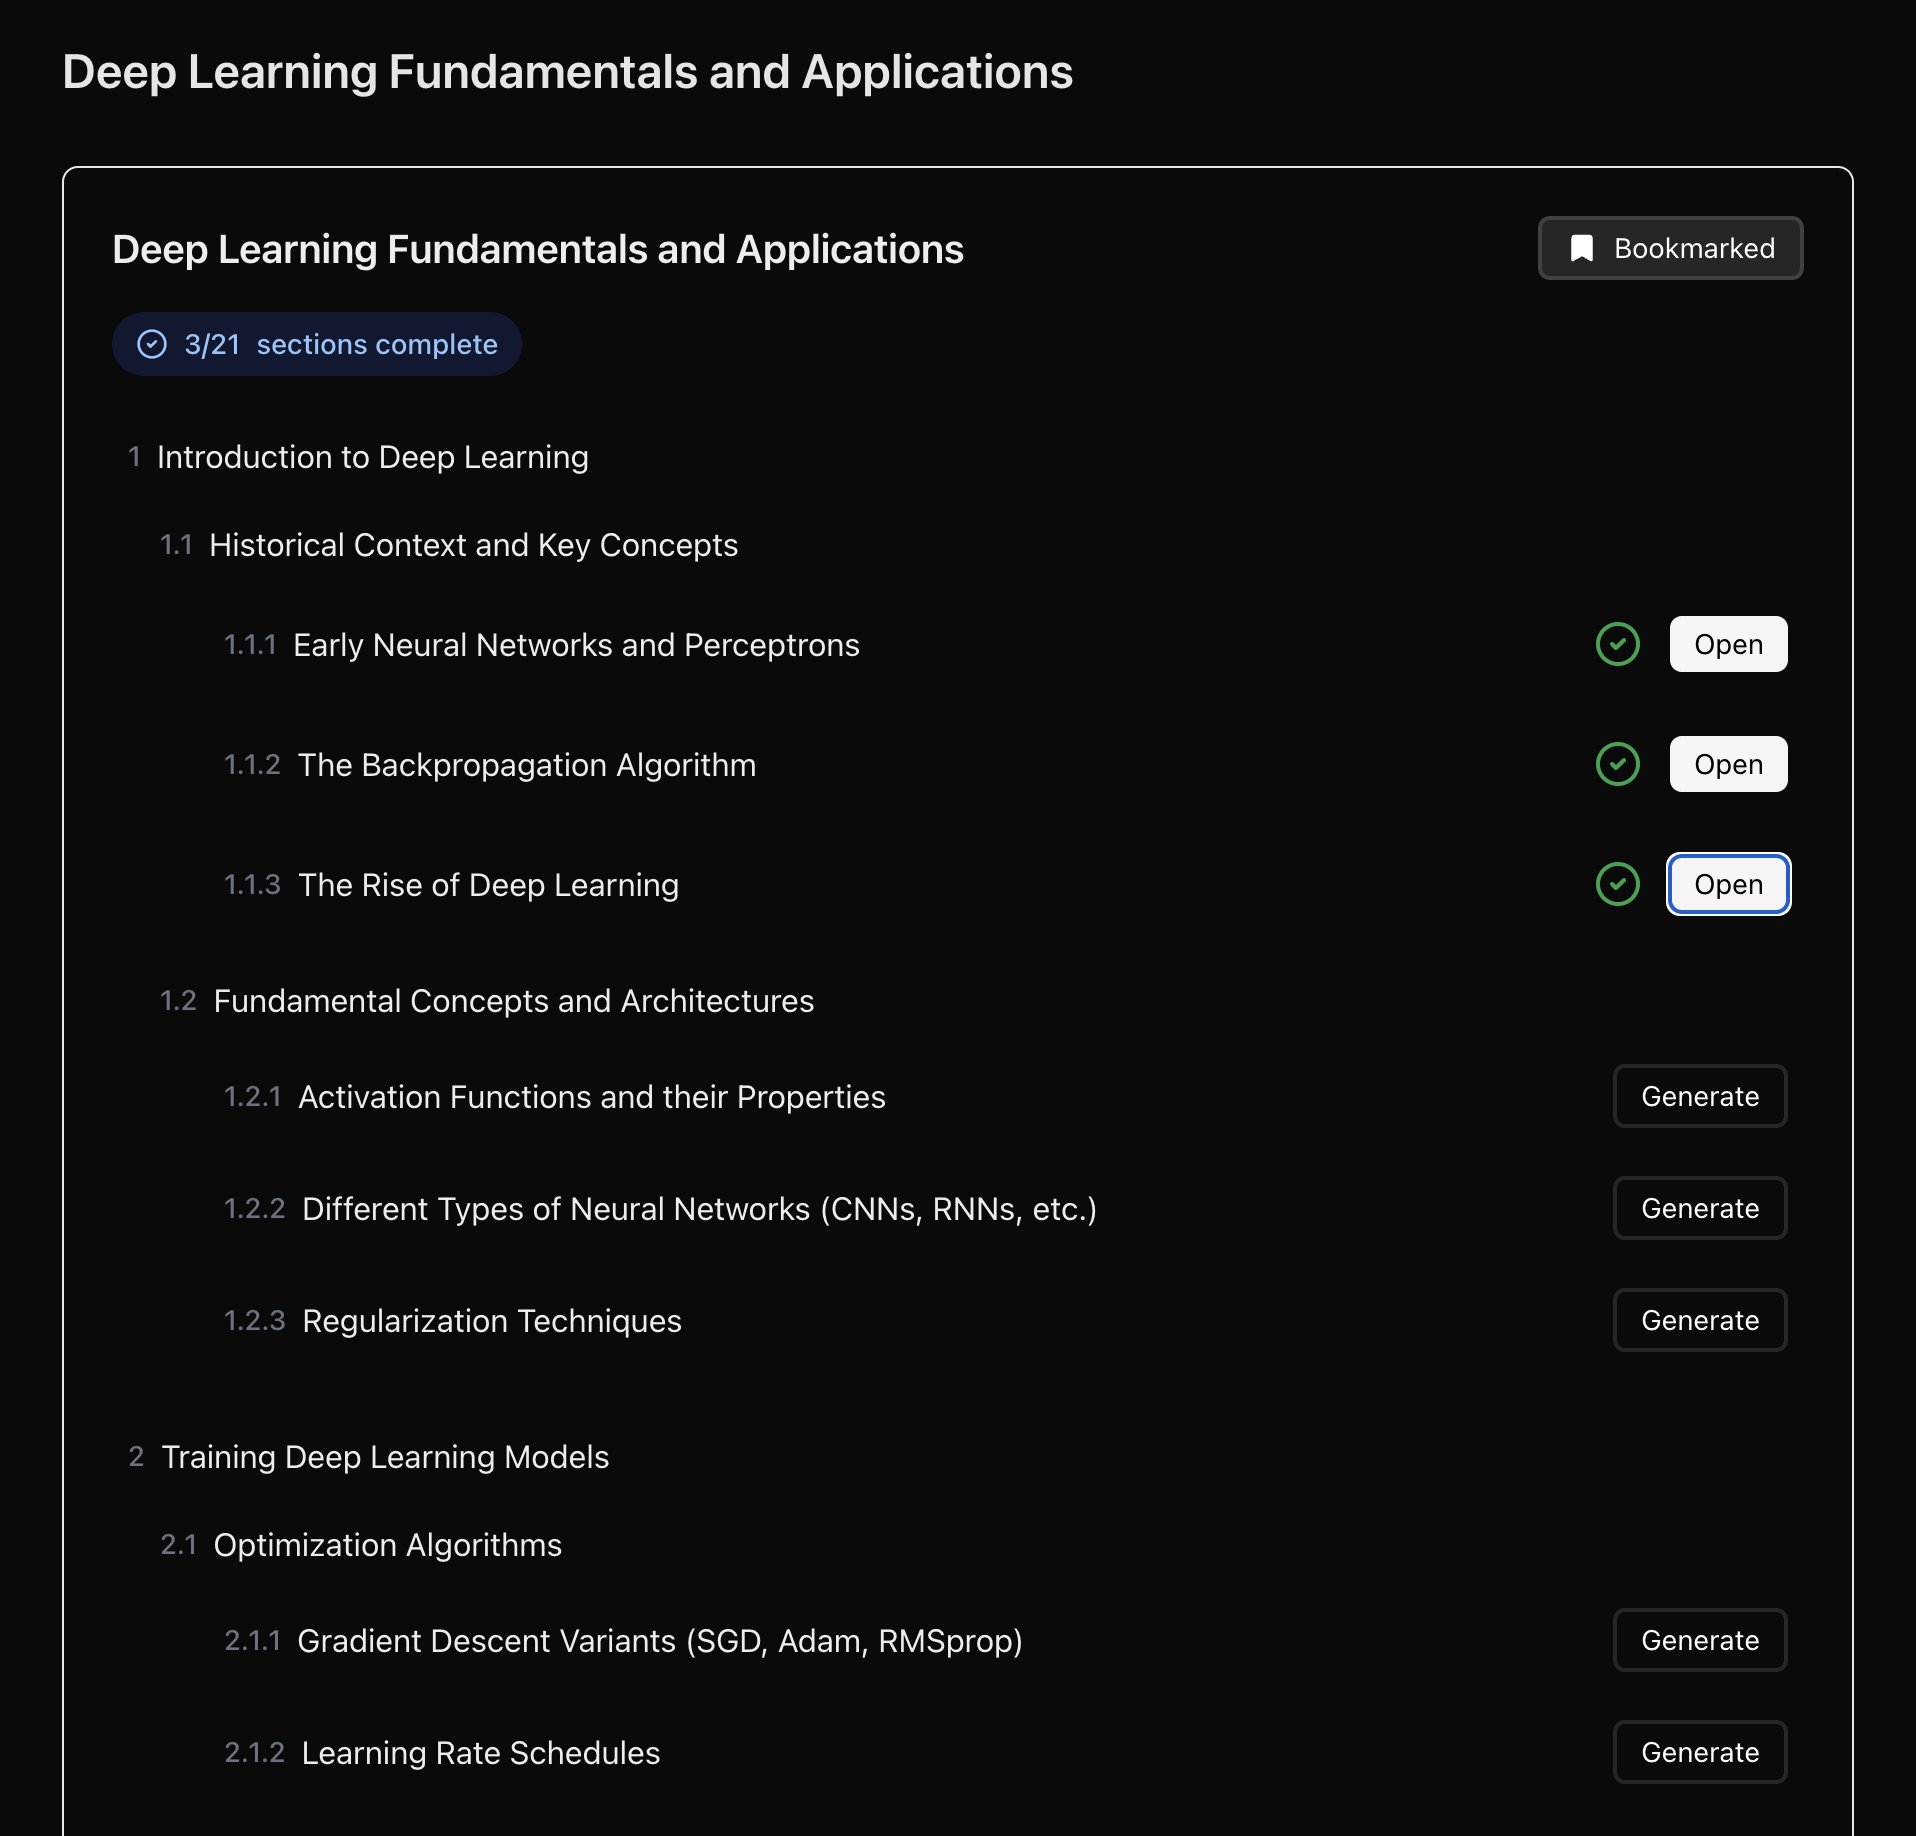 Deep Learning Fundamentals and Applications
Deep Learning Fundamentals and Applications
Bookmarked
3/21 sections complete
1 Introduction to Deep Learning
1.1 Historical Context and Key Concepts
1.1.1 Early Neural Networks and Perceptrons Open
1.1.2 The Backpropagation Algorithm Open
1.1.3 The Rise of Deep Learning Open
1.2 Fundamental Concepts and Architectures
1.2.1 Activation Functions and their Properties Generate
1.2.2 Different Types of Neural Networks (CNNs, RNNs, etc.) Generate
1.2.3 Regularization Techniques Generate
2 Training Deep Learning Models
2.1 Optimization Algorithms
2.1.1 Gradient Descent Variants (SGD, Adam, RMSprop) Generate
2.1.2 Learning Rate Schedules Generate